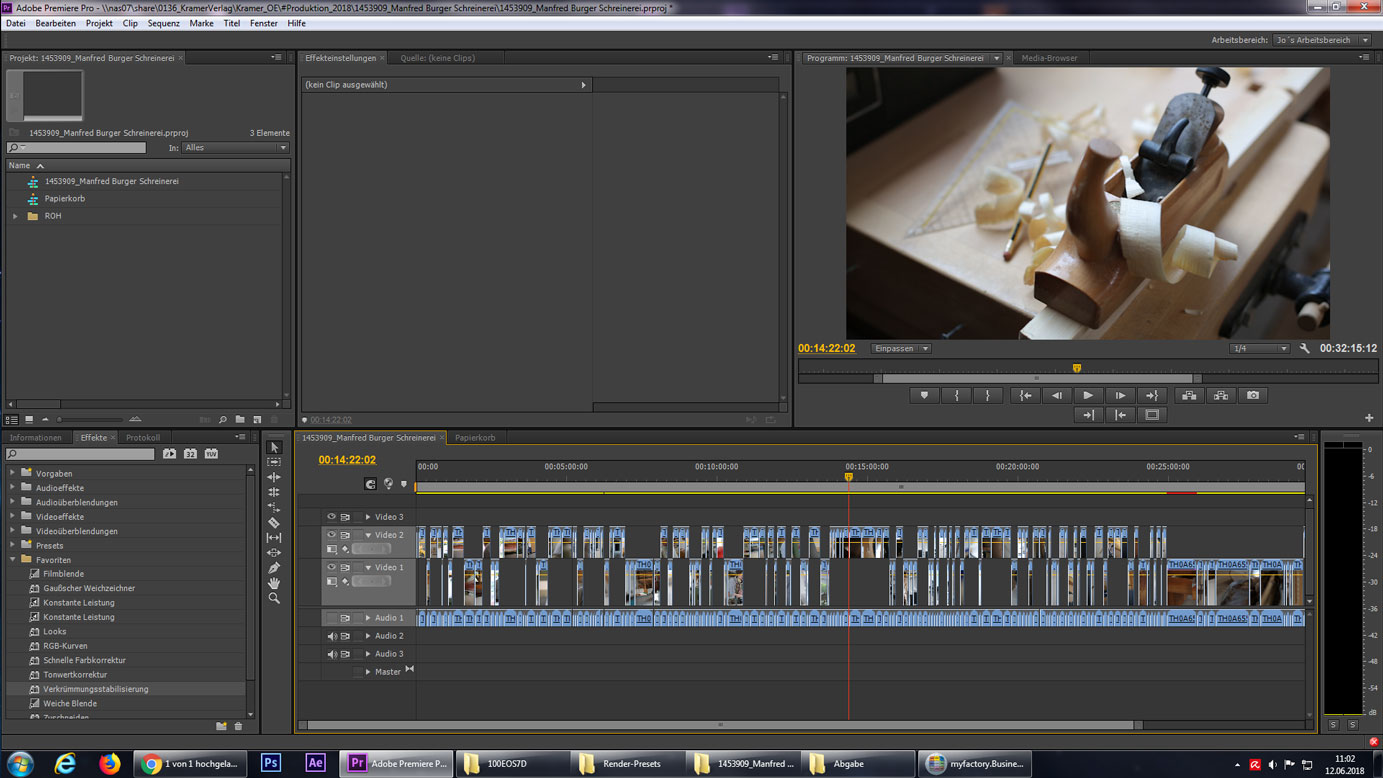 Adobe Premiere Pro - \\nas07\share\0136_KramerVerlag\Kramer_OE\#Produktion_2018\1453909_Manfred Burger Schreinerei\1453909_Manfred Burger Schreinerei.prproj *
Datei Bearbeiten Projekt Clip Sequenz Marke Titel Fenster Hilfe
Arbeitsbereich: Jo´s Arbeitsbereich
Projekt: 1453909_Manfred Burger Schreinerei
Effekteinstellungen Quelle: (keine Clips)
Programm: 1453909_Manfred Burger Schreinerei Media-Browser
(kein Clip ausgewählt)
1453909_Manfred Burger Schreinerei.prproj 3 Elemente
In: Alles
Name
1453909_Manfred Burger Schreinerei
Papierkorb
ROH
00:14:22:02
00:14:22:02 Einpassen 1/4 00:32:15:12
Informationen Effekte Protokoll
32 YUV
Vorgaben
Audioeffekte
Audioüberblendungen
Videoeffekte
Videoüberblendungen
Presets
Favoriten
Filmblende
Gaußscher Weichzeichner
Konstante Leistung
Konstante Leistung
Looks
RGB-Kurven
Schnelle Farbkorrektur
Tonwertkorrektur
Verkrümmungsstabilisierung
Weiche Blende
Zuschneiden
1453909_Manfred Burger Schreinerei Papierkorb
00:14:22:02
00:00 00:05:00:00 00:10:00:00 00:15:00:00 00:20:00:00 00:25:00:00
Video 3
Video 2
Video 1
Audio 1
Audio 2
Audio 3
Master
0
-6
-12
-18
-24
-30
-36
-42
-48
-54
dB
S S
1 von 1 hochgela...
Ps
Ae
Pr Adobe Premiere P...
100EOS7D
Render-Presets
1453909_Manfred ...
Abgabe
myfactory.Busine...
11:02
12.06.2018